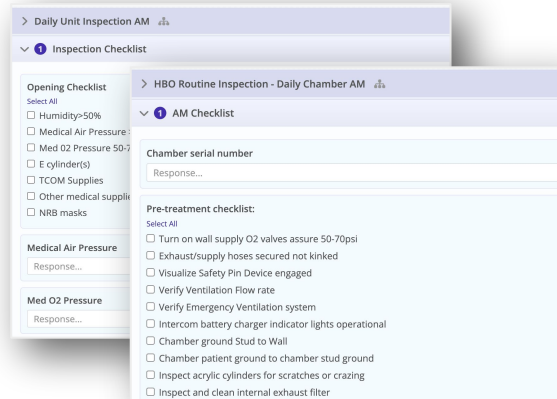 Daily Unit Inspection AM
1 Inspection Checklist
Opening Checklist
Select All
Humidity>50%
Medical Air Pressure
Med 02 Pressure 50-7
E cylinder(s)
TCOM Supplies
Other medical supplie
NRB masks
Medical Air Pressure
Response...
Med O2 Pressure
Response...
HBO Routine Inspection - Daily Chamber AM
1 AM Checklist
Chamber serial number
Response...
Pre-treatment checklist:
Select All
Turn on wall supply O2 valves assure 50-70psi
Exhaust/supply hoses secured not kinked
Visualize Safety Pin Device engaged
Verify Ventilation Flow rate
Verify Emergency Ventilation system
Intercom battery charger indicator lights operational
Chamber ground Stud to Wall
Chamber patient ground to chamber stud ground
Inspect acrylic cylinders for scratches or crazing
Inspect and clean internal exhaust filter